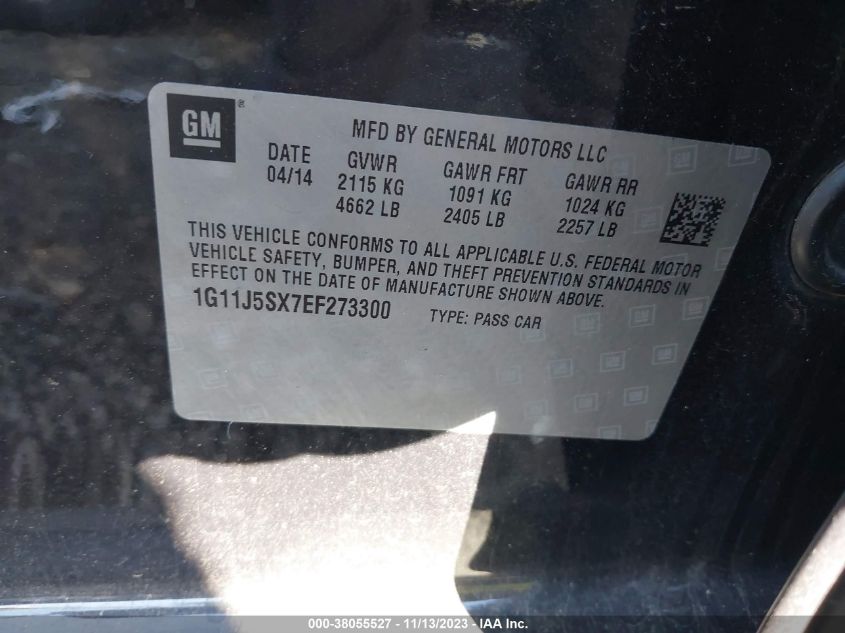 GM
MFD BY GENERAL MOTORS LLC
DATE GVWR GAWR FRT GAWR RR
04/14 2115 KG 1091 KG 1024 KG
4662 LB 2405 LB 2257 LB
THIS VEHICLE CONFORMS TO ALL APPLICABLE U.S. FEDERAL MOTOR
VEHICLE SAFETY, BUMPER, AND THEFT PREVENTION STANDARDS IN
EFFECT ON THE DATE OF MANUFACTURE SHOWN ABOVE.
1G11J5SX7EF273300 TYPE: PASS CAR
000-38055527 - 11/13/2023 - IAA Inc.